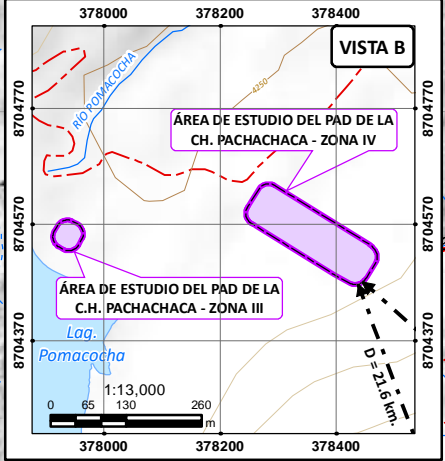 378000 378200 378400
VISTA B
4250
RÍO POMACOCHA
8704770
8704770
ÁREA DE ESTUDIO DEL PAD DE LA
CH. PACHACHACA - ZONA IV
8704570
8704570
ÁREA DE ESTUDIO DEL PAD DE LA
C.H. PACHACHACA - ZONA III
Lag.
Pomacocha
8704370
8704370
D = 21.6 km.
1:13,000
0 65 130 260
m
378000 378200 378400